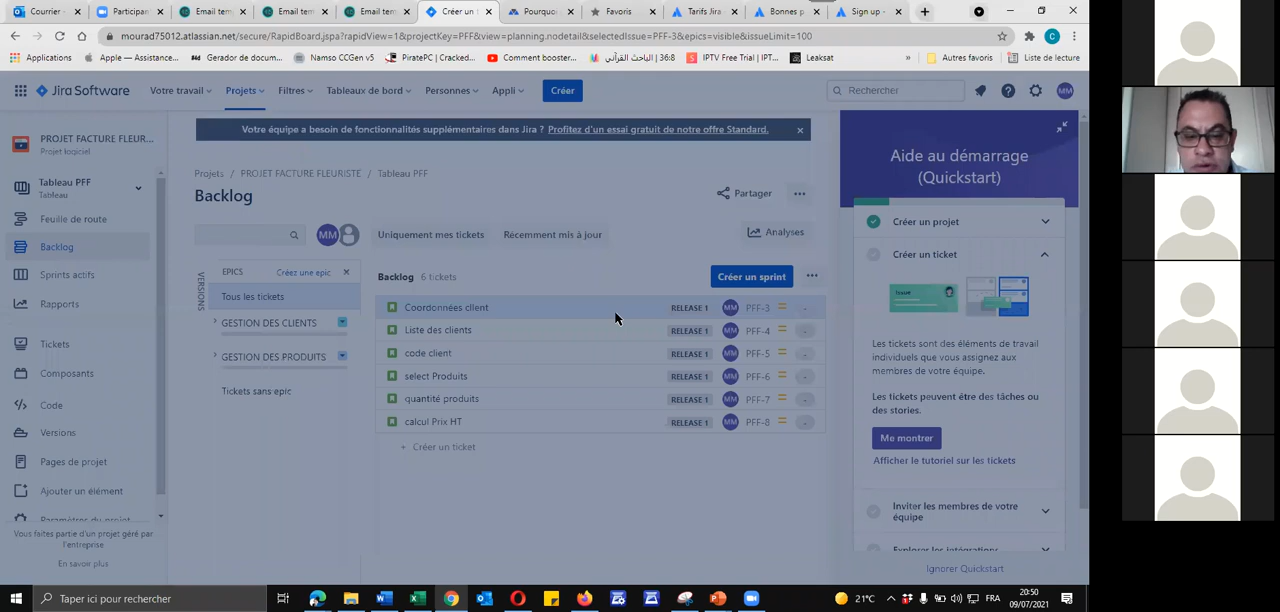 Courrier -
Participant
Email tem
Email tem
Email tem
Créer un
Pourquo
Favoris
Tarifs Jira
Bonnes p
Sign up -
mourad75012.atlassian.net/secure/RapidBoard.jspa?rapidView=1&projectKey=PFF&view=planning.nodetail&selectedIssue=PFF-3&epics=visible&issueLimit=100
C
Applications
Apple — Assistance...
Gerador de docum...
Namso CCGen v5
PiratePC | Cracked...
Comment booster...
36:8 | الباحث القرآني
IPTV Free Trial | IPT...
Leaksat
»
Autres favoris
Liste de lecture
Jira Software
Votre travail
Projets
Filtres
Tableaux de bord
Personnes
Appli
Créer
Rechercher
MM
PROJET FACTURE FLEUR...
Projet logiciel
Tableau PFF
Tableau
Feuille de route
Backlog
Sprints actifs
Rapports
Tickets
Composants
Code
Versions
Pages de projet
Ajouter un élément
Paramètres du projet
Vous faites partie d'un projet géré par
l'entreprise
En savoir plus
Votre équipe a besoin de fonctionnalités supplémentaires dans Jira ? Profitez d'un essai gratuit de notre offre Standard.
Projets / PROJET FACTURE FLEURISTE / Tableau PFF
Backlog
Partager
MM
Uniquement mes tickets
Récemment mis à jour
Analyses
VERSIONS
EPICS
Créez une epic
Tous les tickets
GESTION DES CLIENTS
GESTION DES PRODUITS
Tickets sans epic
Backlog 6 tickets
Créer un sprint
Coordonnées client RELEASE 1 MM PFF-3 -
Liste des clients RELEASE 1 MM PFF-4 -
code client RELEASE 1 MM PFF-5 -
select Produits RELEASE 1 MM PFF-6 -
quantité produits RELEASE 1 MM PFF-7 -
calcul Prix HT RELEASE 1 MM PFF-8 -
+ Créer un ticket
Aide au démarrage
(Quickstart)
Créer un projet
Créer un ticket
Les tickets sont des éléments de travail
individuels que vous assignez aux
membres de votre équipe.
Les tickets peuvent être des tâches ou
des stories.
Me montrer
Afficher le tutoriel sur les tickets
Inviter les membres de votre
équipe
Explorer les intégrations
Ignorer Quickstart
Taper ici pour rechercher
21°C
FRA
20:50
09/07/2021